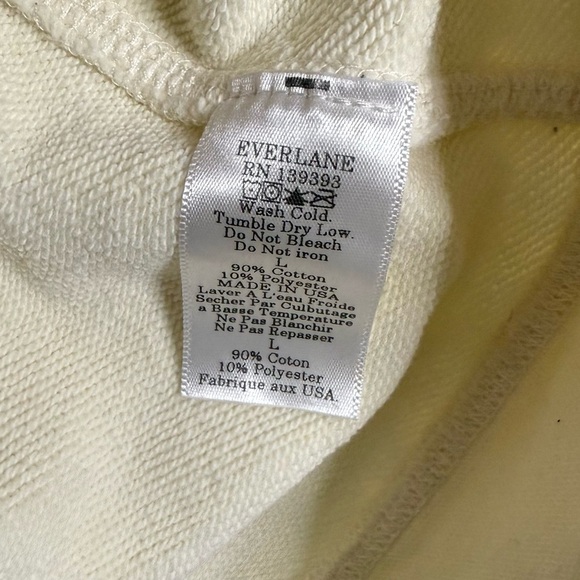 EVERLANE
RN 139393
Wash Cold.
Tumble Dry Low.
Do Not Bleach
Do Not iron
L
90% Cotton
10% Polyester
MADE IN USA
Laver A L'eau Froide
Secher Par Culbutage
a Basse Temperature
Ne Pas Blanchir
Ne Pas Repasser
L
90% Coton
10% Polyester
Fabrique aux USA.